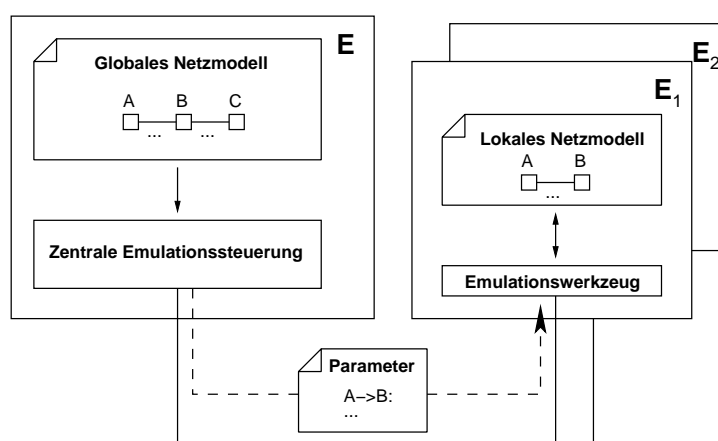 E
Globales Netzmodell
A B C
... ...
Zentrale Emulationssteuerung
E2
E1
Lokales Netzmodell
A B
...
Emulationswerkzeug
Parameter
A−>B:
...